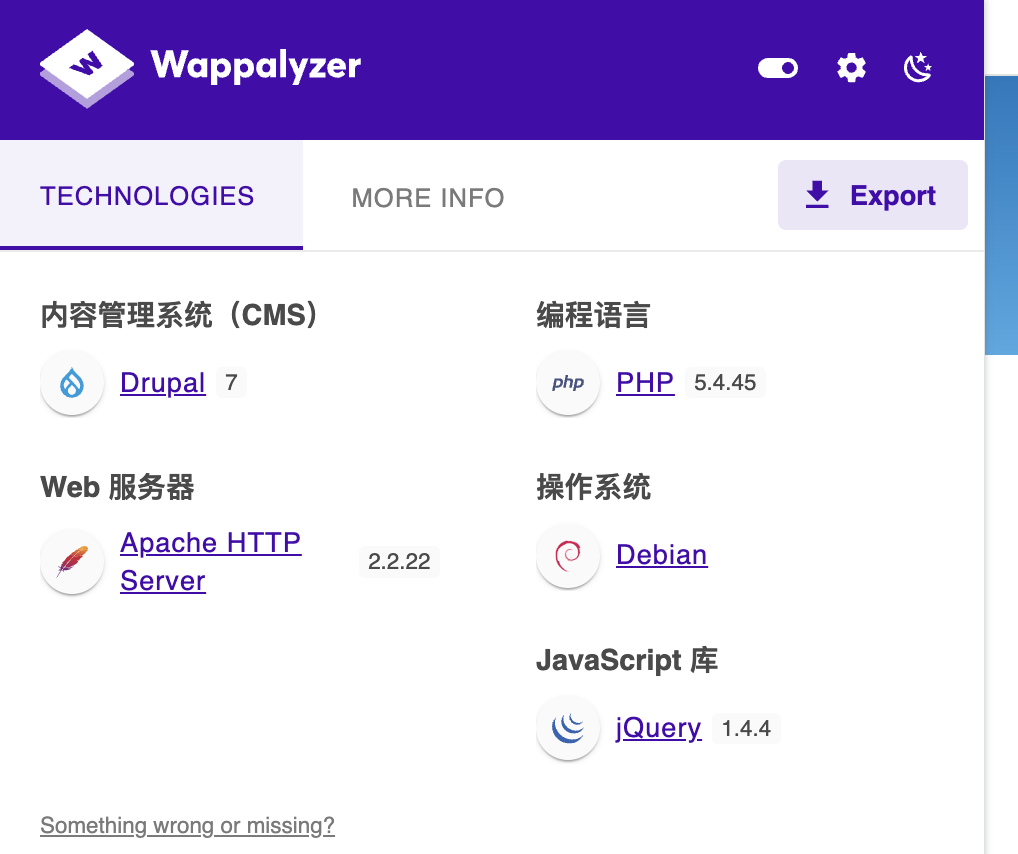 Wappalyzer
TECHNOLOGIES
MORE INFO
Export
内容管理系统（CMS）
Drupal 7
Web 服务器
Apache HTTP
Server 2.2.22
编程语言
php PHP 5.4.45
操作系统
Debian
JavaScript 库
jQuery 1.4.4
Something wrong or missing?